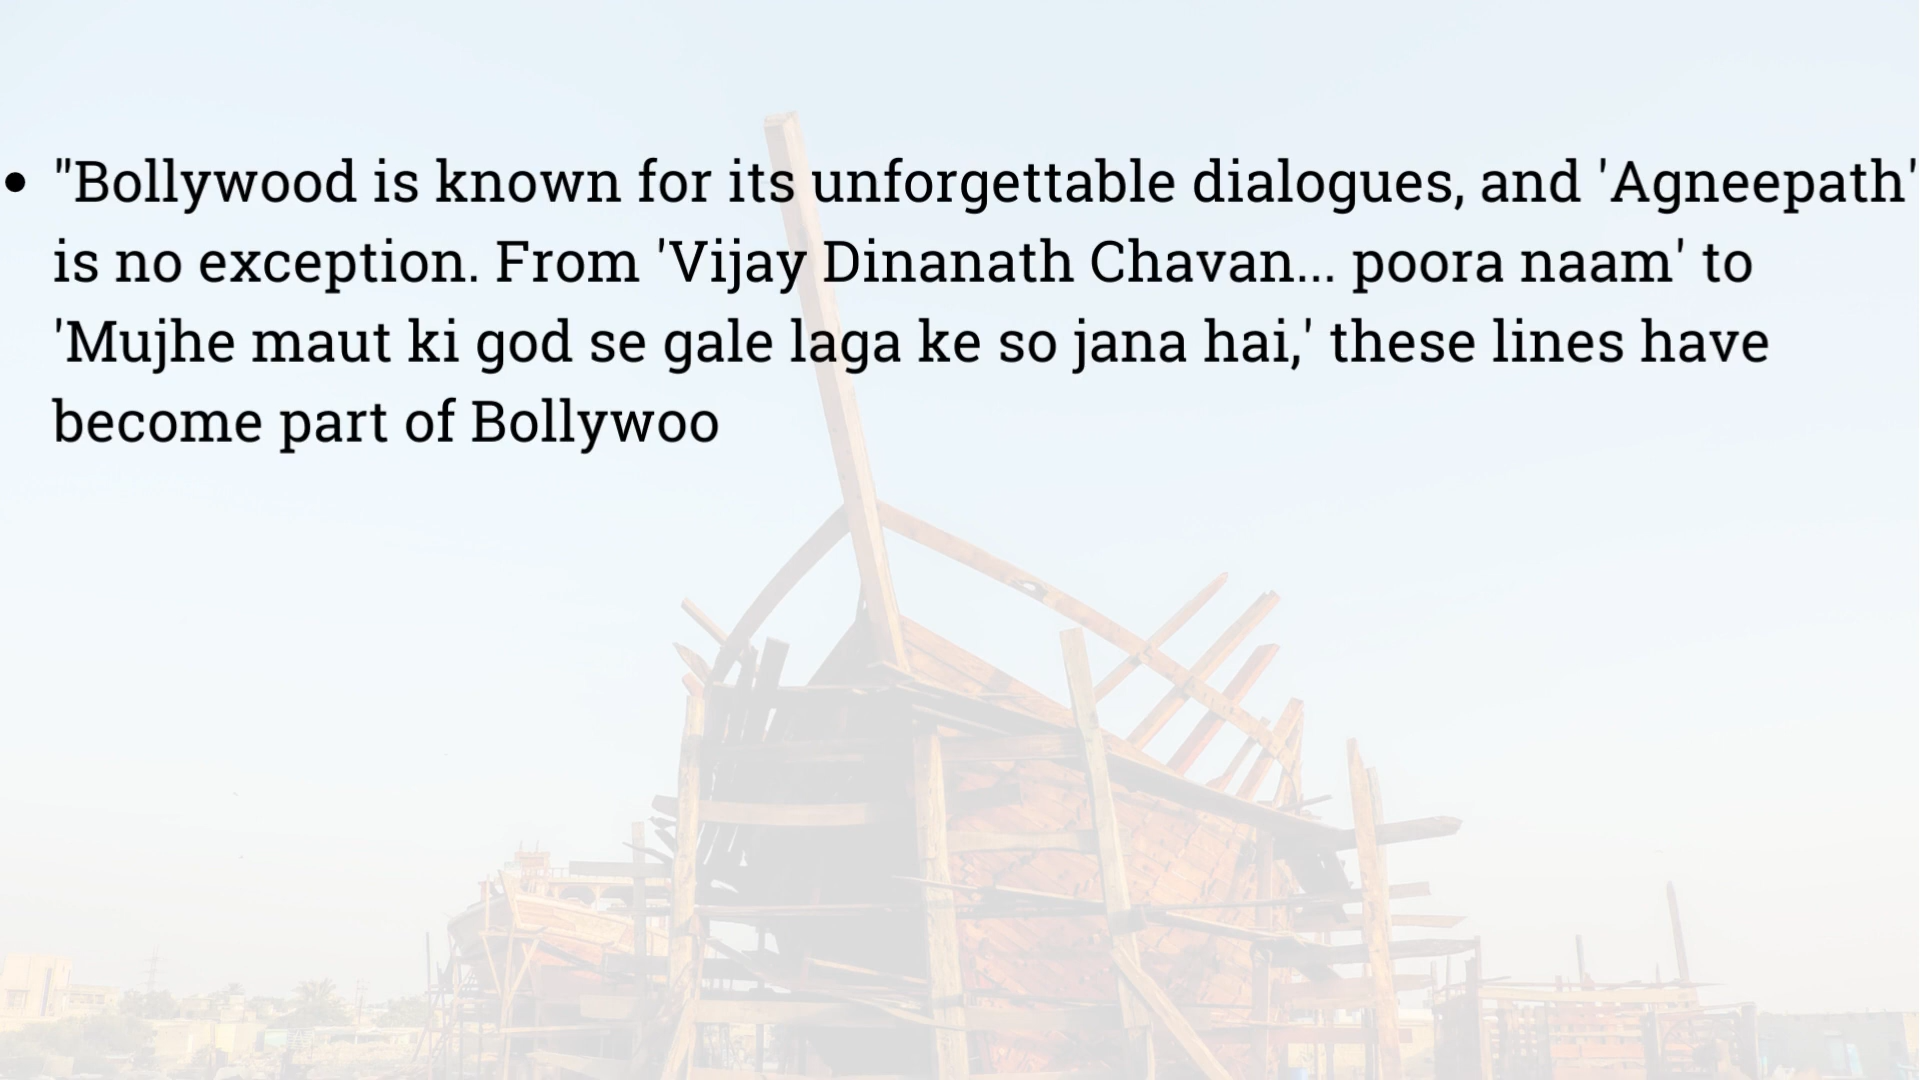 • "Bollywood is known for its unforgettable dialogues, and 'Agneepath'
is no exception. From 'Vijay Dinanath Chavan... poora naam' to
'Mujhe maut ki god se gale laga ke so jana hai,' these lines have
become part of Bollywoo